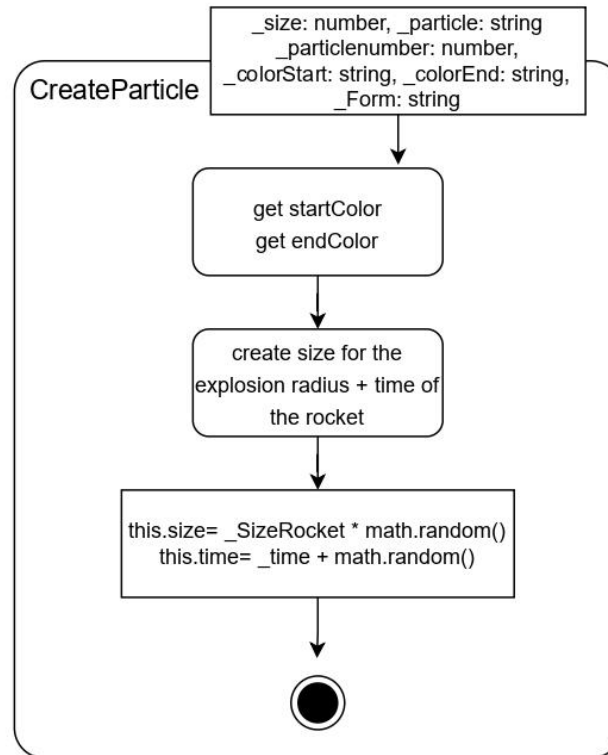 _size: number, _particle: string
_particlenumber: number,
_colorStart: string, _colorEnd: string,
_Form: string
CreateParticle
get startColor
get endColor
create size for the
explosion radius + time of
the rocket
this.size= _SizeRocket * math.random()
this.time= _time + math.random()